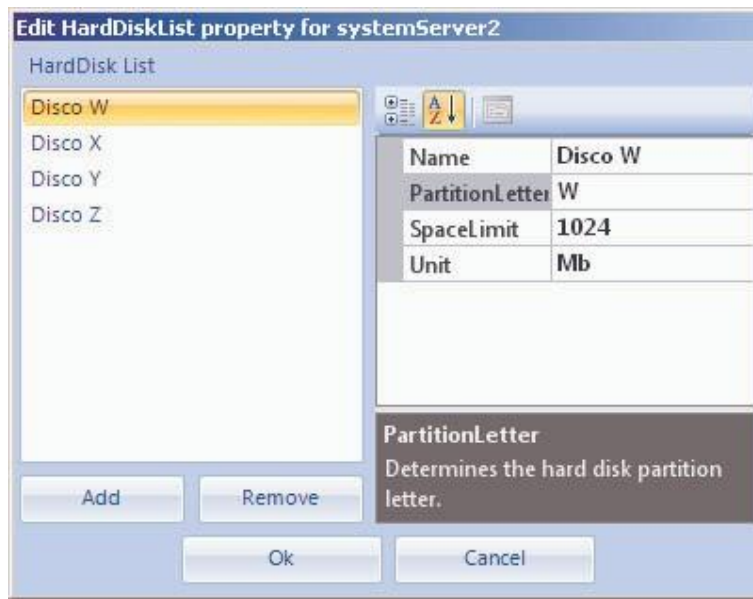 Edit HardDiskList property for systemServer2
HardDisk List
Disco W
Disco X
Disco Y
Disco Z
A
Z
Name Disco W
PartitionLetter W
SpaceLimit 1024
Unit Mb
PartitionLetter
Determines the hard disk partition
letter.
Add Remove
Ok Cancel